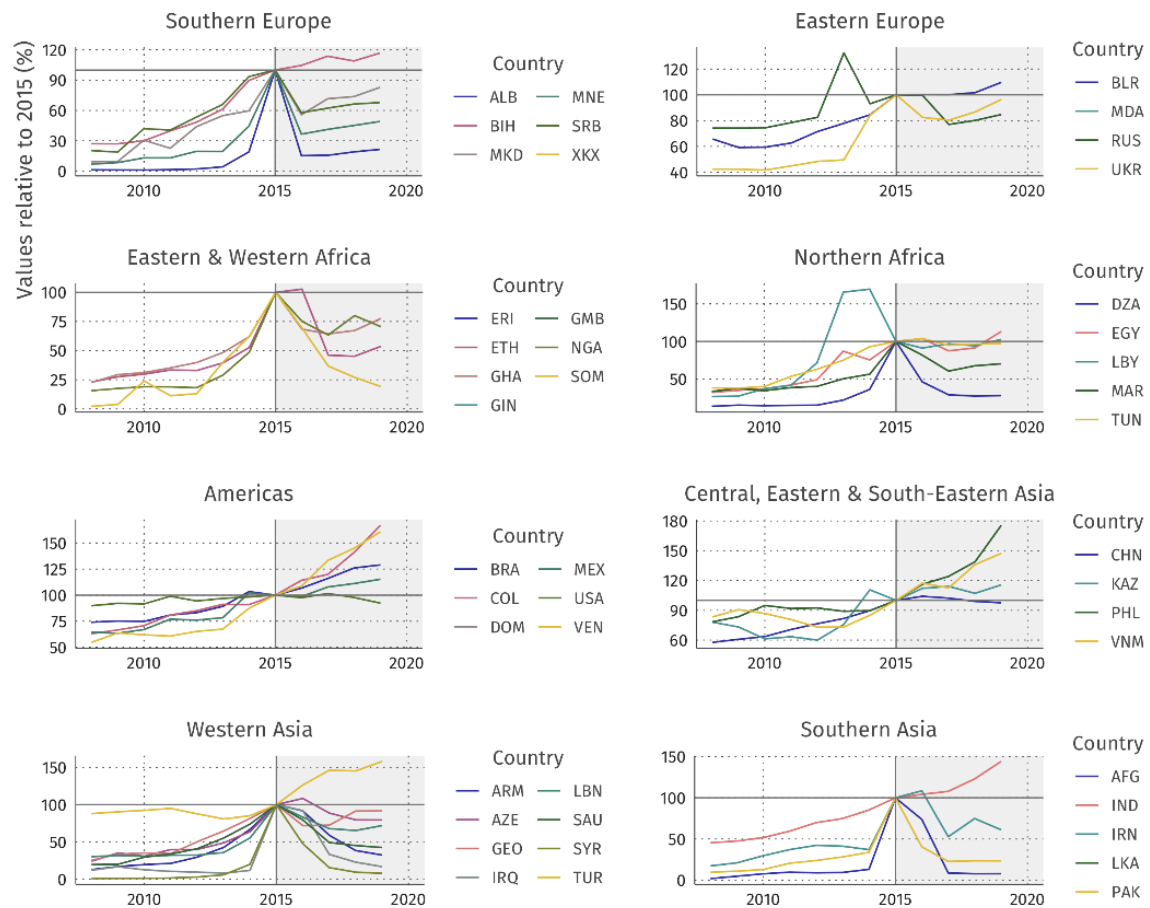 Values relative to 2015 (%)
Southern Europe
120
90
60
30
0
2010
2015
2020
Country
ALB
MNE
BIH
SRB
MKD
XKX
Eastern Europe
120
100
80
60
40
2010
2015
2020
Country
BLR
MDA
RUS
UKR
Eastern & Western Africa
100
75
50
25
0
2010
2015
2020
Country
ERI
GMB
ETH
NGA
GHA
SOM
GIN
Northern Africa
150
100
50
2010
2015
2020
Country
DZA
EGY
LBY
MAR
TUN
Americas
150
125
100
75
50
2010
2015
2020
Country
BRA
MEX
COL
USA
DOM
VEN
Central, Eastern & South-Eastern Asia
180
150
120
90
60
2010
2015
2020
Country
CHN
KAZ
PHL
VNM
Western Asia
150
100
50
0
2010
2015
2020
Country
ARM
LBN
AZE
SAU
GEO
SYR
IRQ
TUR
Southern Asia
150
100
50
0
2010
2015
2020
Country
AFG
IND
IRN
LKA
PAK